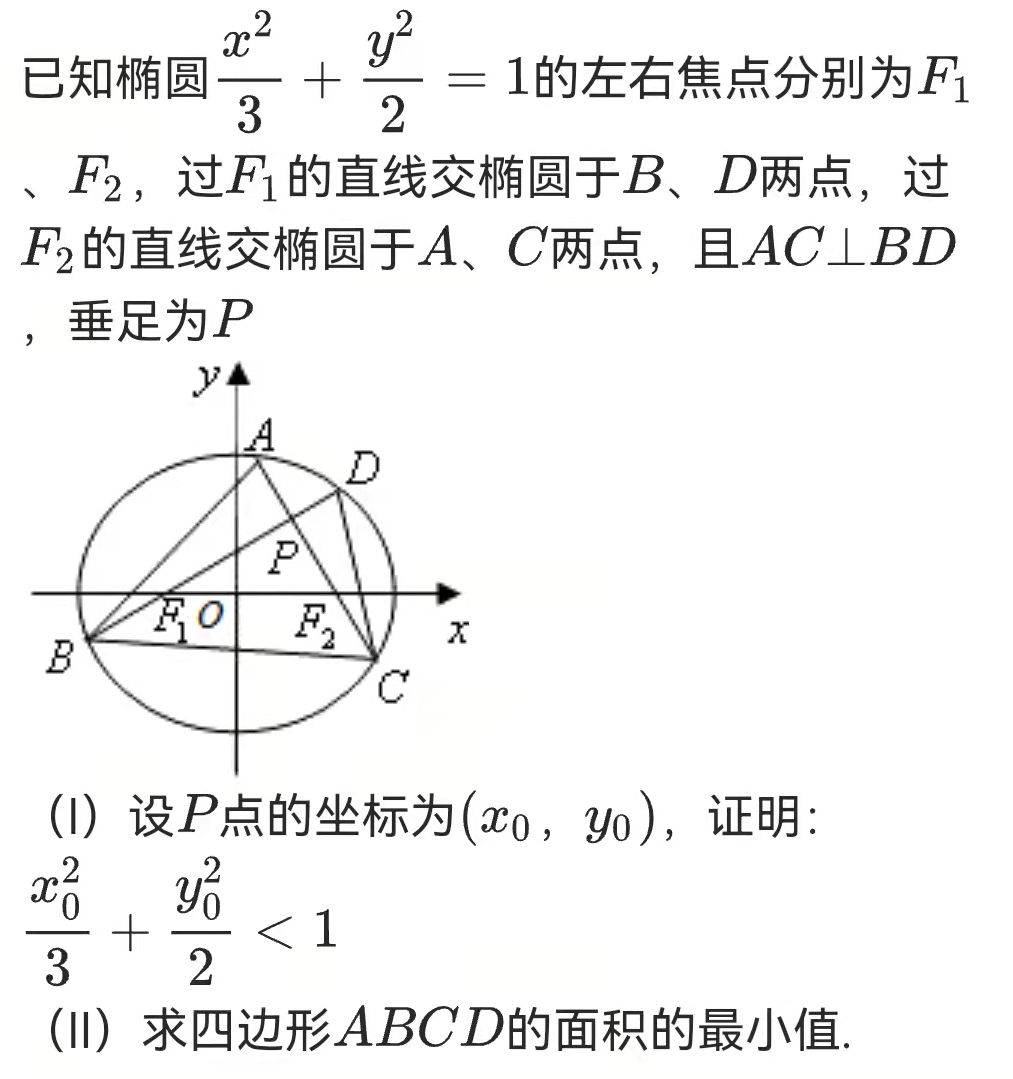 已知椭圆x²/3 + y²/2 = 1的左右焦点分别为F₁
、F₂，过F₁的直线交椭圆于B、D两点，过
F₂的直线交椭圆于A、C两点，且AC⊥BD
，垂足为P
y
A
D
P
F₁ O F₂
x
B
C
（Ⅰ）设P点的坐标为(x₀，y₀)，证明：
x₀²/3 + y₀²/2 < 1
（Ⅱ）求四边形ABCD的面积的最小值.